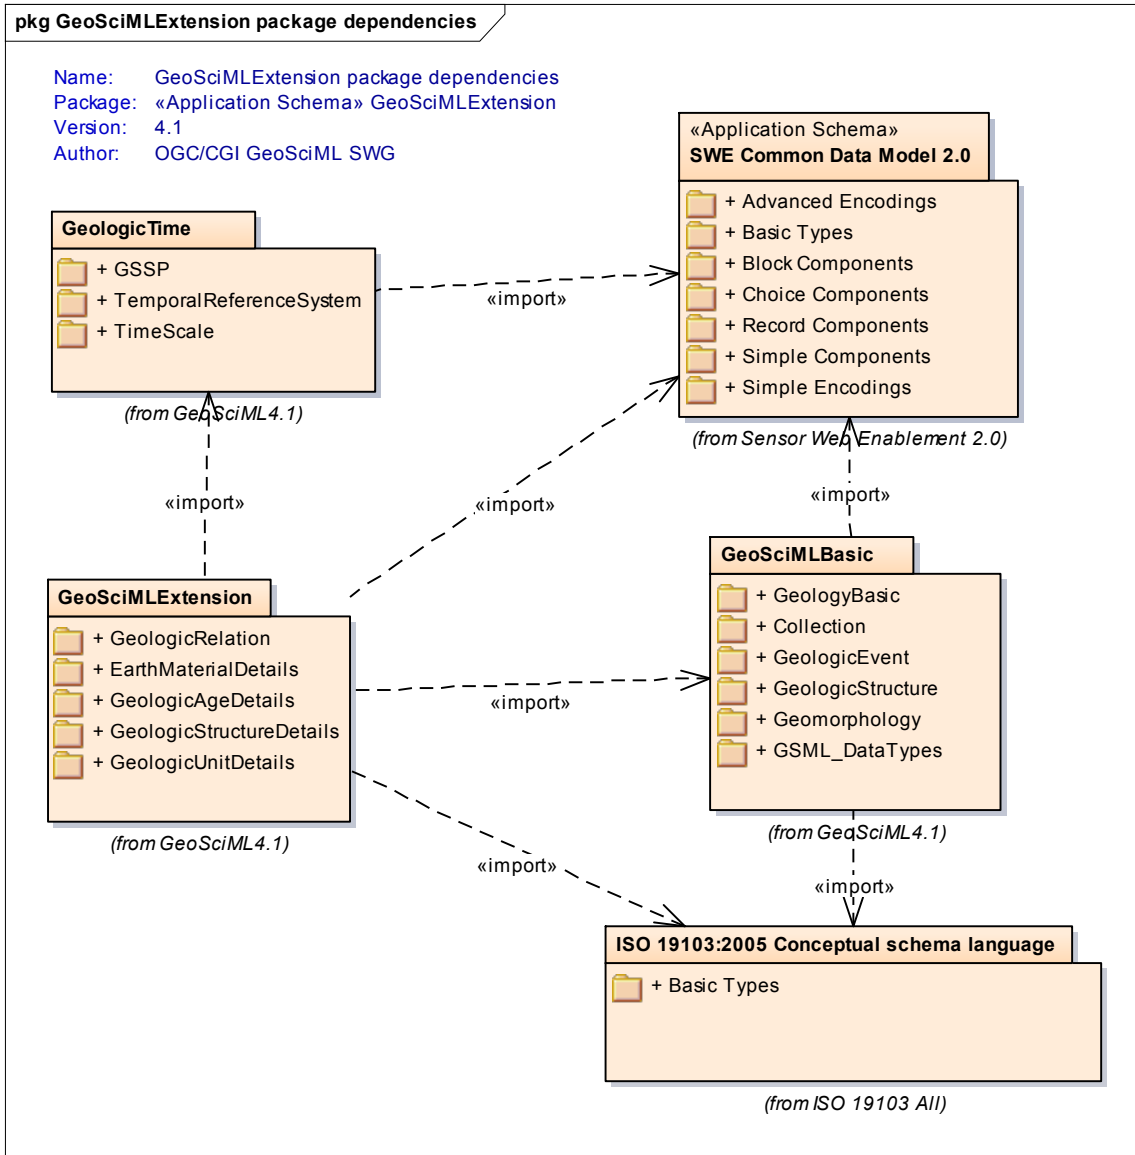 pkg GeoSciMLExtension package dependencies
Name: GeoSciMLExtension package dependencies
Package: «Application Schema» GeoSciMLExtension
Version: 4.1
Author: OGC/CGI GeoSciML SWG
«Application Schema»
SWE Common Data Model 2.0
+ Advanced Encodings
+ Basic Types
+ Block Components
+ Choice Components
+ Record Components
+ Simple Components
+ Simple Encodings
(from Sensor Web Enablement 2.0)
GeologicTime
+ GSSP
+ TemporalReferenceSystem
+ TimeScale
(from GeoSciML4.1)
«import»
«import»
«import»
«import»
GeoSciMLBasic
+ GeologyBasic
+ Collection
+ GeologicEvent
+ GeologicStructure
+ Geomorphology
+ GSML_DataTypes
(from GeoSciML4.1)
GeoSciMLExtension
+ GeologicRelation
+ EarthMaterialDetails
+ GeologicAgeDetails
+ GeologicStructureDetails
+ GeologicUnitDetails
(from GeoSciML4.1)
«import»
«import»
«import»
ISO 19103:2005 Conceptual schema language
+ Basic Types
(from ISO 19103 All)